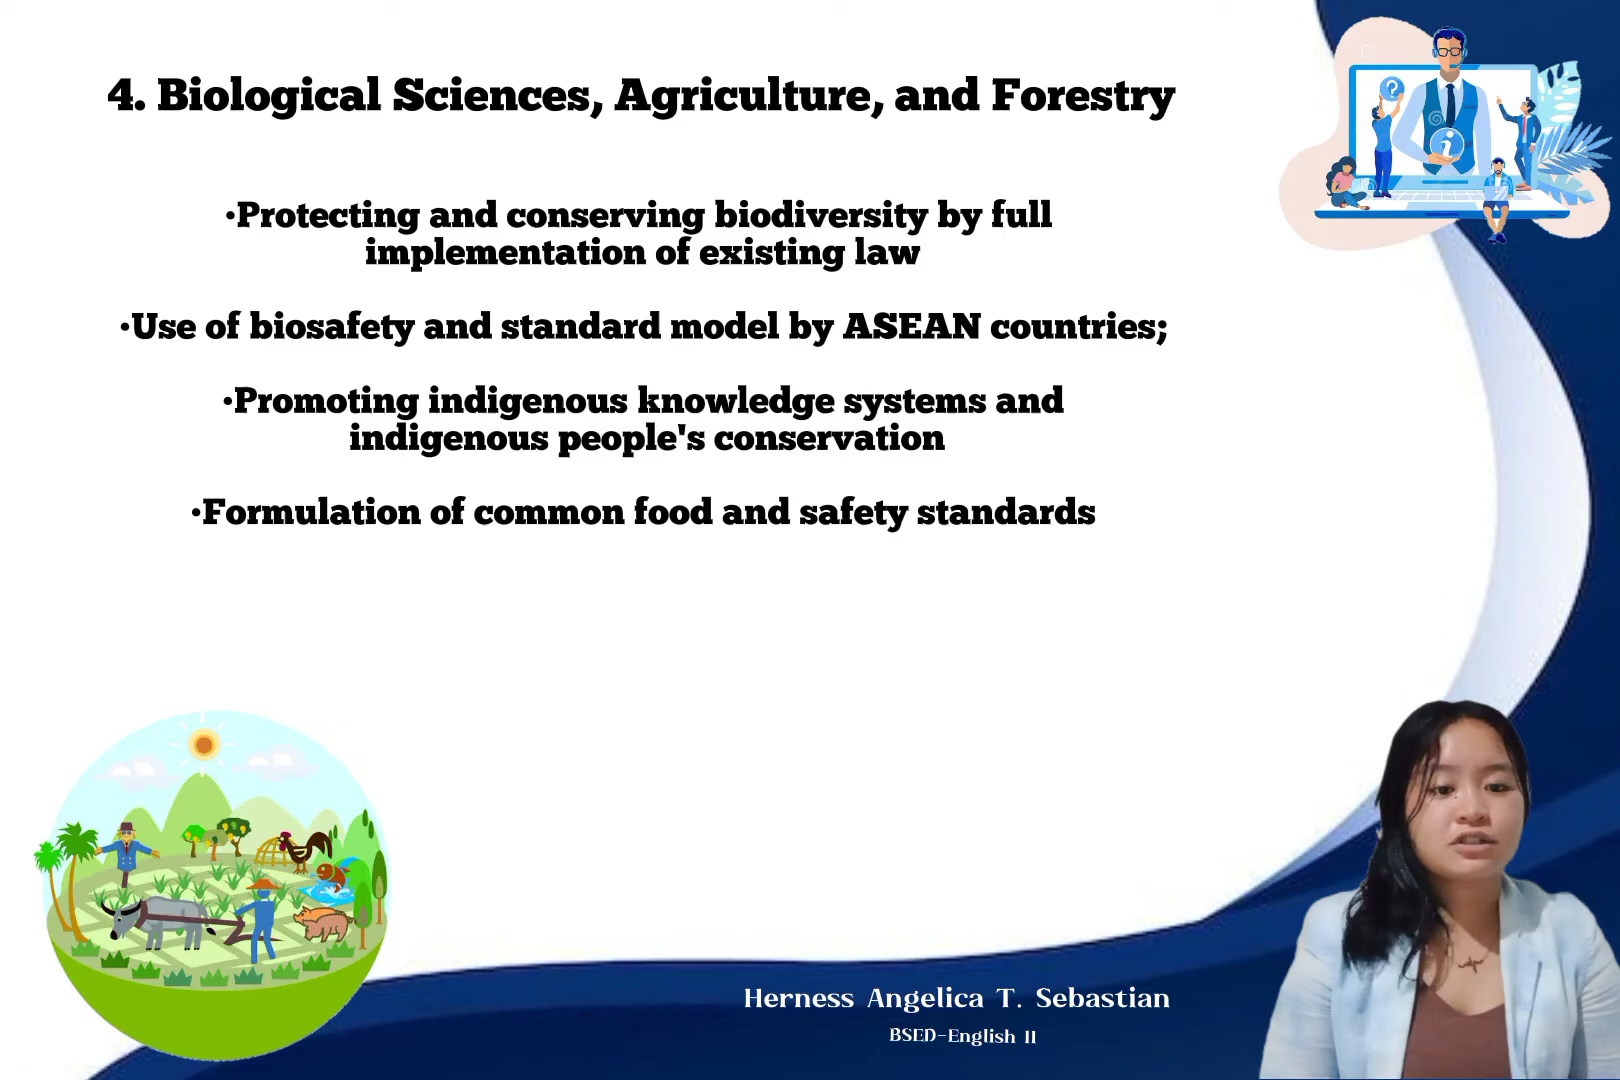 4. Biological Sciences, Agriculture, and Forestry
•Protecting and conserving biodiversity by full
implementation of existing law
•Use of biosafety and standard model by ASEAN countries;
•Promoting indigenous knowledge systems and
indigenous people's conservation
•Formulation of common food and safety standards
Herness Angelica T. Sebastian
BSED-English II